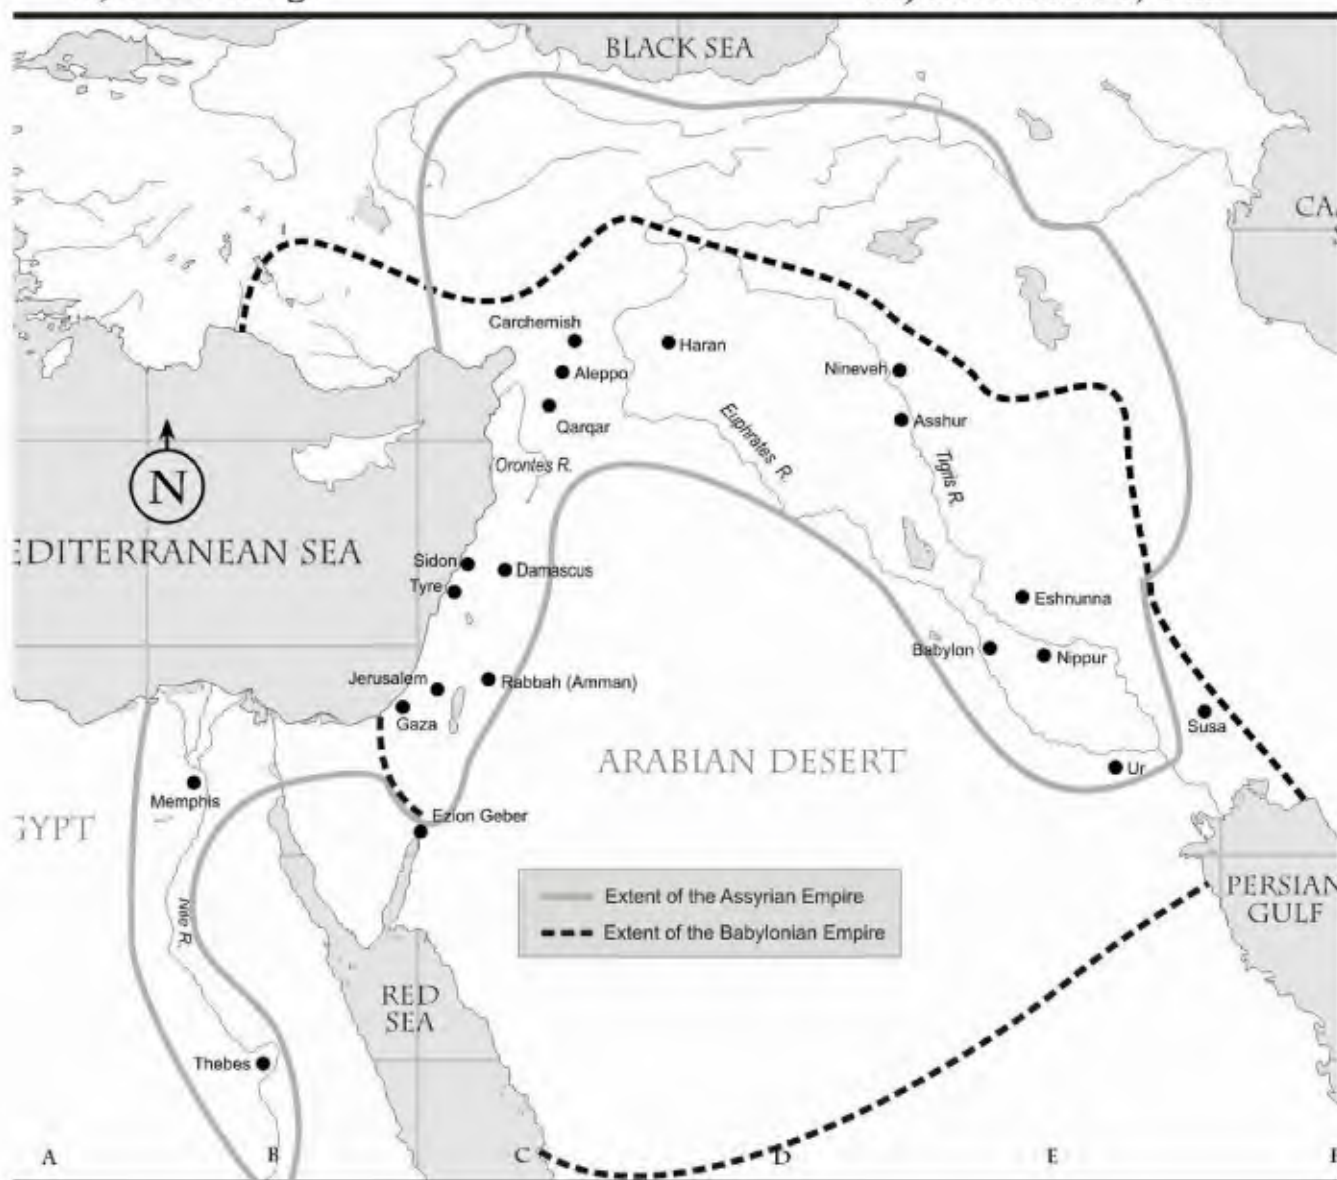 BLACK SEA
Carchemish
Haran
Aleppo
Nineveh
Qarqar
Asshur
Euphrates R.
Orontes R.
Tigris R.
N
EDITERRANEAN SEA
Sidon
Damascus
Tyre
Eshnunna
Babylon
Nippur
Jerusalem
Rabbah (Amman)
Gaza
Susa
ARABIAN DESERT
Ur
Memphis
Ezion Geber
GYPT
Extent of the Assyrian Empire
Extent of the Babylonian Empire
Nile R.
PERSIAN
GULF
RED
SEA
Thebes
A B C D E